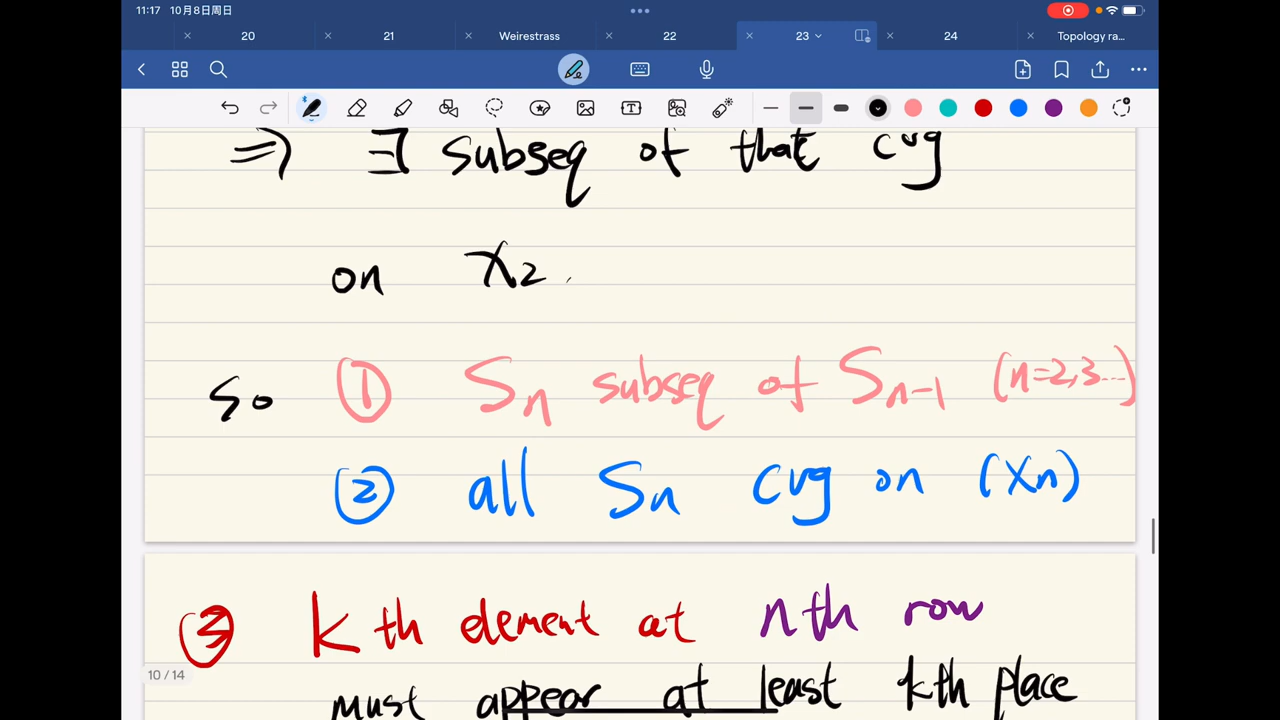 11:17 10月8日周日
20 21 Weirestrass 22 23 24 Topology ra...
⇒ ∃ subseq of that cvg
on X₂.
So ① Sₙ subseq of Sₙ₋₁ (n=2,3...)
② all Sₙ cvg on (Xₙ)
③ Kth element at nth row
10 / 14
must appear at least kth place